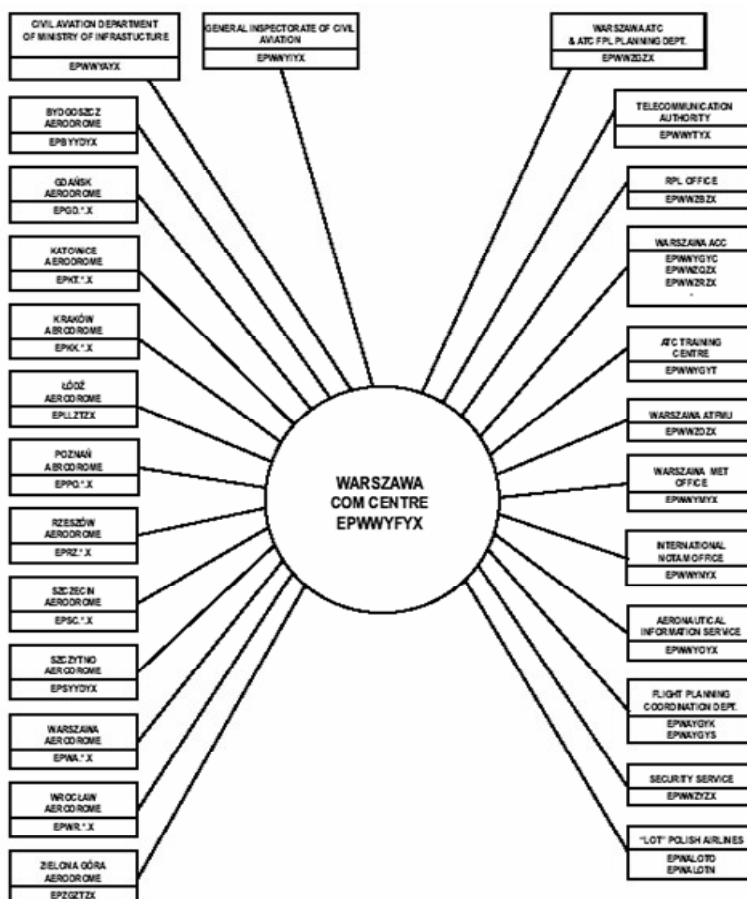 CIVIL AVIATION DEPARTMENT
OF MINISTRY OF INFRASTUCTURE
EPWWYAYX
GENERAL INSPECTORATE OF CIVIL
AVIATION
EPWWYIYX
WARSZAWA ATC
& ATC FPL PLANNING DEPT.
EPWWZGZX
BYDGOSZCZ
AERODROME
EPBYYDYX
GDAŃSK
AERODROME
EPGD.*.X
KATOWICE
AERODROME
EPKT.*.X
KRAKÓW
AERODROME
EPKK.*.X
ŁÓDŹ
AERODROME
EPLLZTZX
POZNAŃ
AERODROME
EPPO.*.X
RZESZÓW
AERODROME
EPRZ.*.X
SZCZECIN
AERODROME
EPSC.*.X
SZCZYTNO
AERODROME
EPSYYDYX
WARSZAWA
AERODROME
EPWA.*.X
WROCŁAW
AERODROME
EPWR.*.X
ZIELONA GÓRA
AERODROME
EPZGZTZX
WARSZAWA
COM CENTRE
EPWWYFYX
TELECOMMUNICATION
AUTHORITY
EPWWYTYX
RPL OFFICE
EPWWZBZX
WARSZAWA ACC
EPWWYGYC
EPWWZQZX
EPWWZRZX
ATC TRAINING
CENTRE
EPWWYGYT
WARSZAWA ATFMU
EPWWZDZX
WARSZAWA MET
OFFICE
EPWWYMYX
INTERNATIONAL
NOTAM OFFICE
EPWWYNYX
AERONAUTICAL
INFORMATION SERVICE
EPWWYOYX
FLIGHT PLANNING
COORDINATION DEPT.
EPWAYGYK
EPWAYGYS
SECURITY SERVICE
EPWWZYZX
"LOT" POLISH AIRLINES
EPWALOTO
EPWALOTN